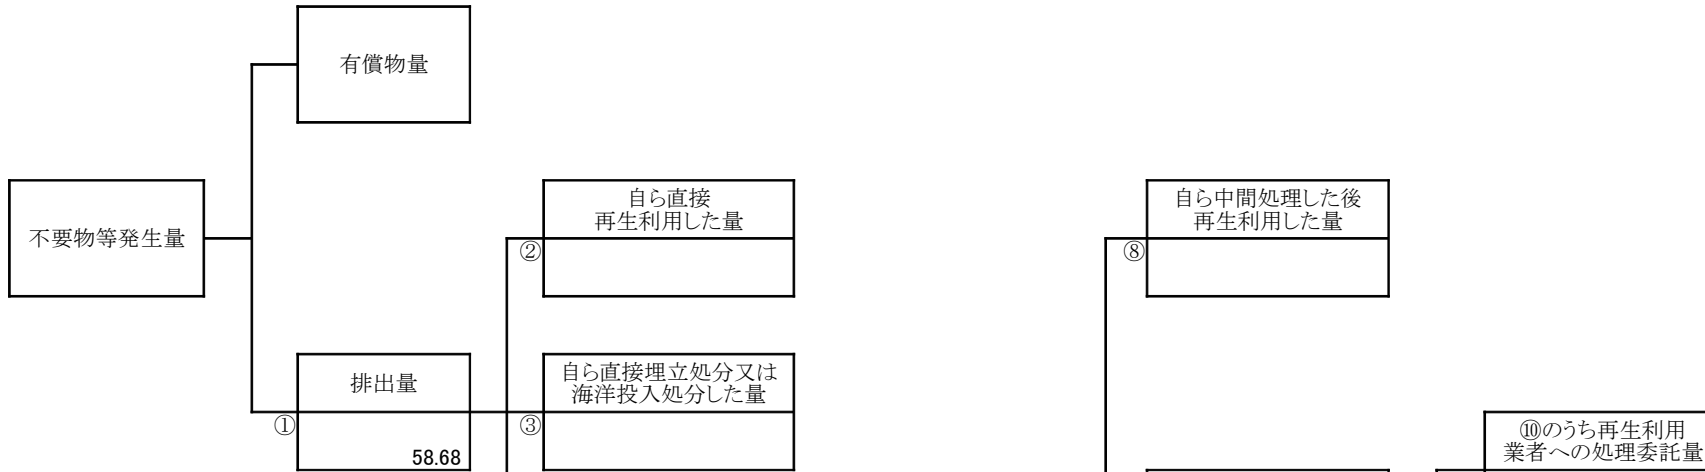 有償物量
不要物等発生量
自ら直接
再生利用した量
②
自ら中間処理した後
再生利用した量
⑧
排出量
①
58.68
自ら直接埋立処分又は
海洋投入処分した量
③
⑩のうち再生利用
業者への処理委託量